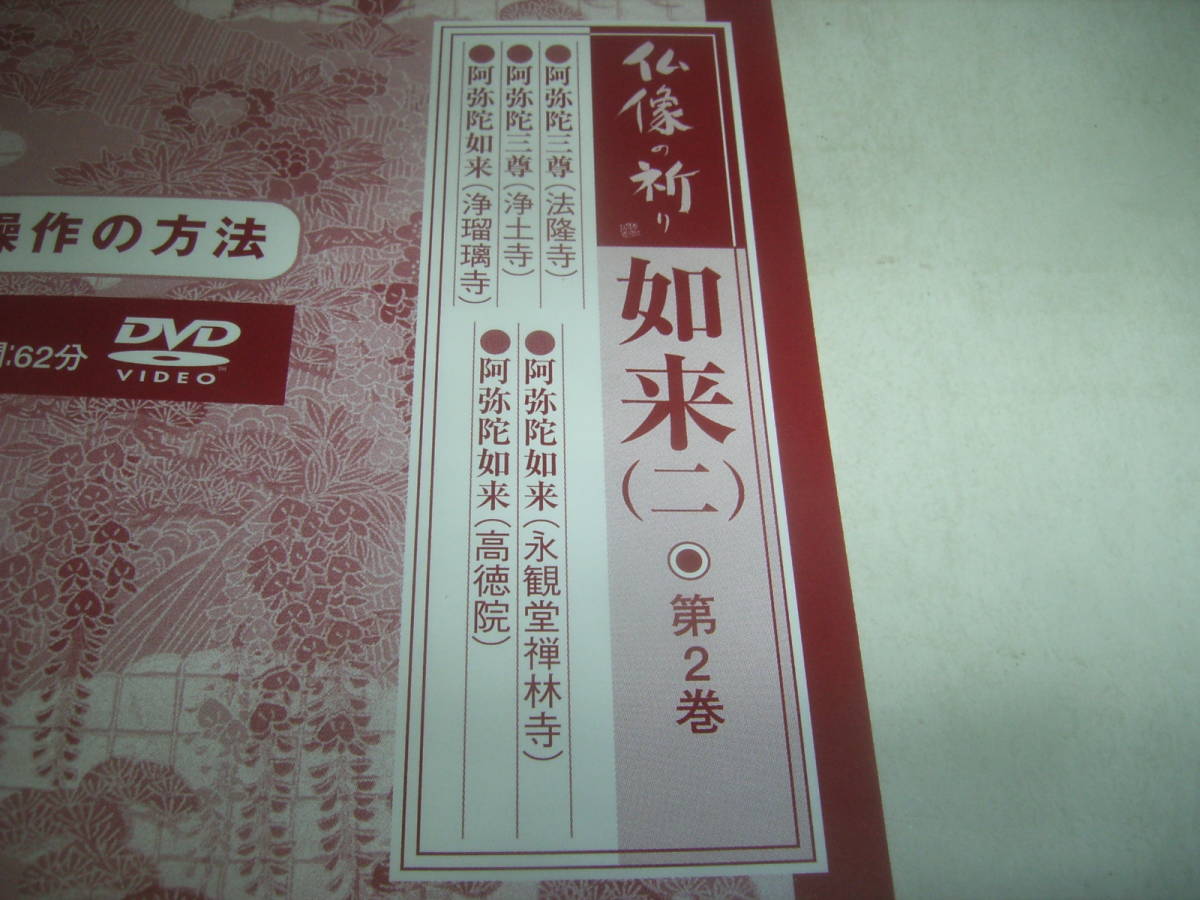 仏像の祈り
如来(二)◉第2巻
●阿弥陀三尊(法隆寺)
●阿弥陀三尊(浄土寺)
●阿弥陀如来(浄瑠璃寺)
●阿弥陀如来(永観堂禅林寺)
●阿弥陀如来(高徳院)
操作の方法
:62分
DVD
VIDEO
TM